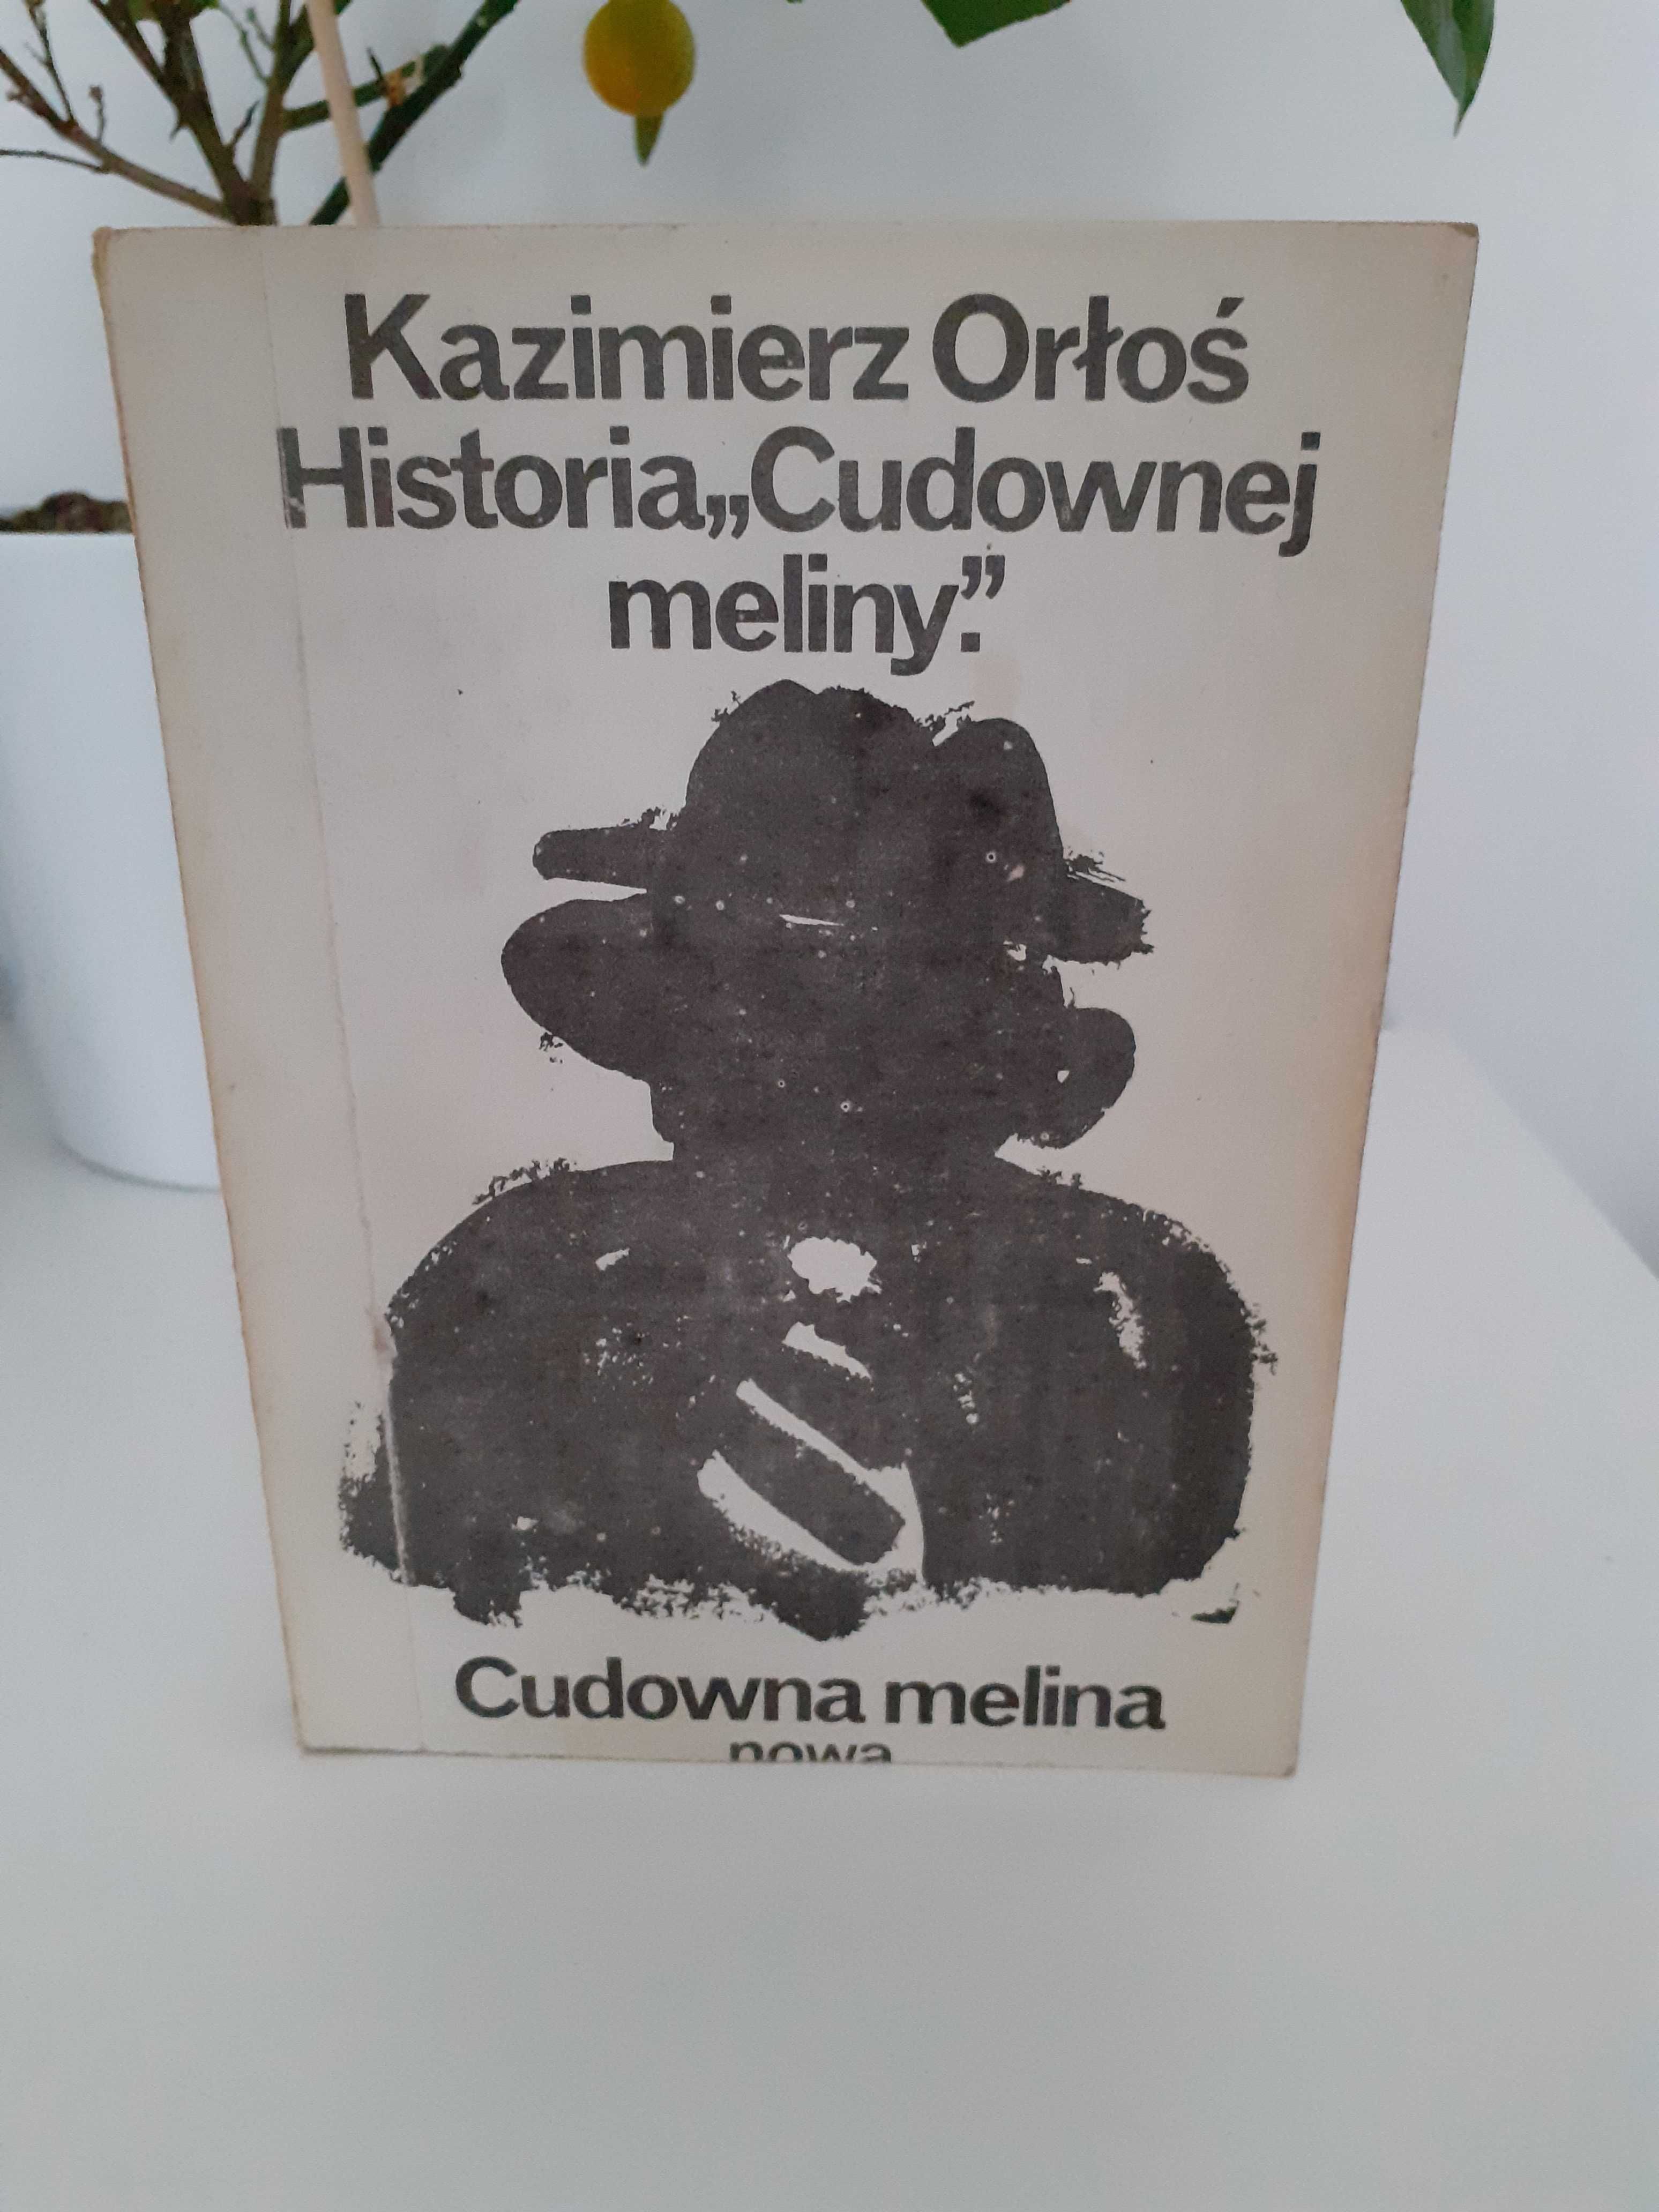 Kazimierz Orłoś
Historia„Cudownej
meliny.”
Cudowna melina
nowa